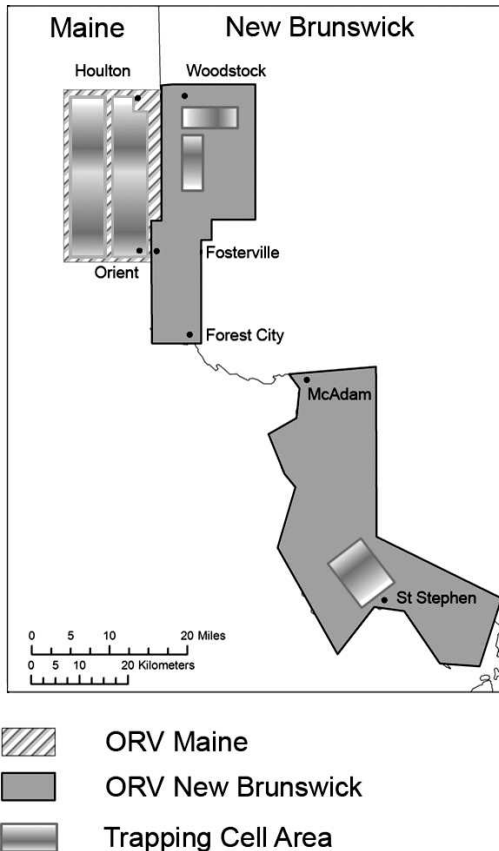 Maine New Brunswick
Houlton Woodstock
Orient Fosterville
Forest City
McAdam
St Stephen
0 5 10 20 Miles
0 5 10 20 Kilometers
ORV Maine
ORV New Brunswick
Trapping Cell Area